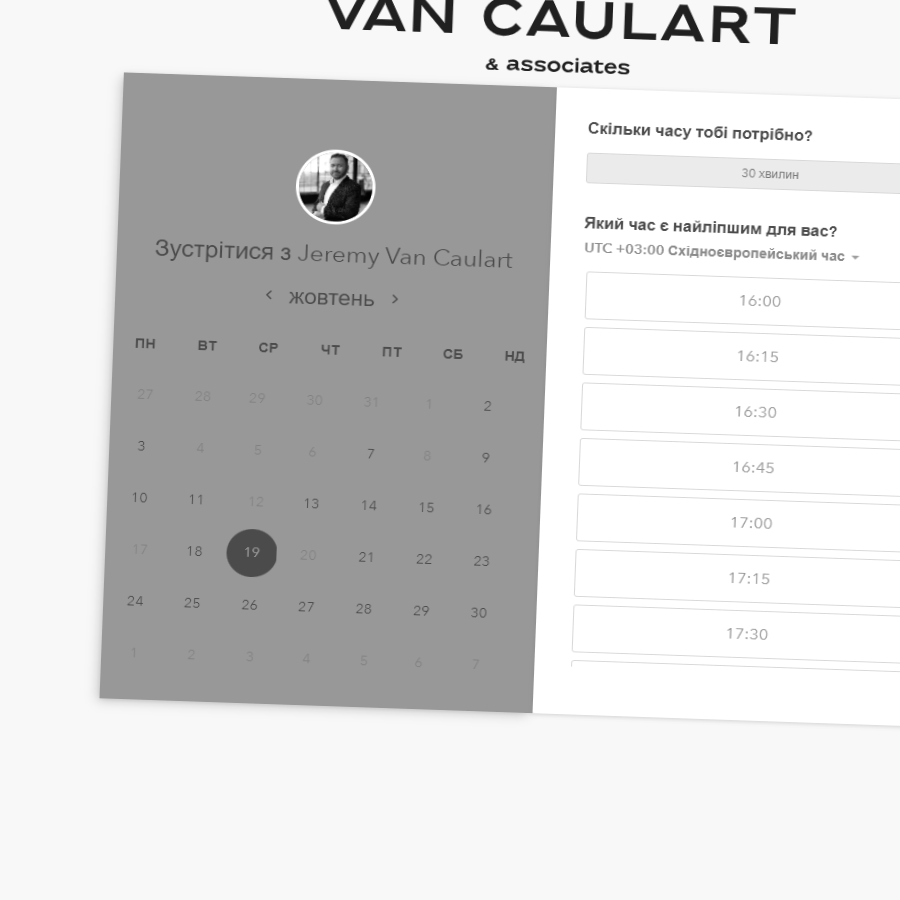 VAN CAULART
& associates
Зустрітися з Jeremy Van Caulart
‹ жовтень ›
ПН ВТ СР ЧТ ПТ СБ НД
27 28 29 30 31 1 2
3 4 5 6 7 8 9
10 11 12 13 14 15 16
17 18 19 20 21 22 23
24 25 26 27 28 29 30
1 2 3 4 5 6 7
Скільки часу тобі потрібно?
30 хвилин
Який час є найліпшим для вас?
UTC +03:00 Східноєвропейський час
16:00
16:15
16:30
16:45
17:00
17:15
17:30